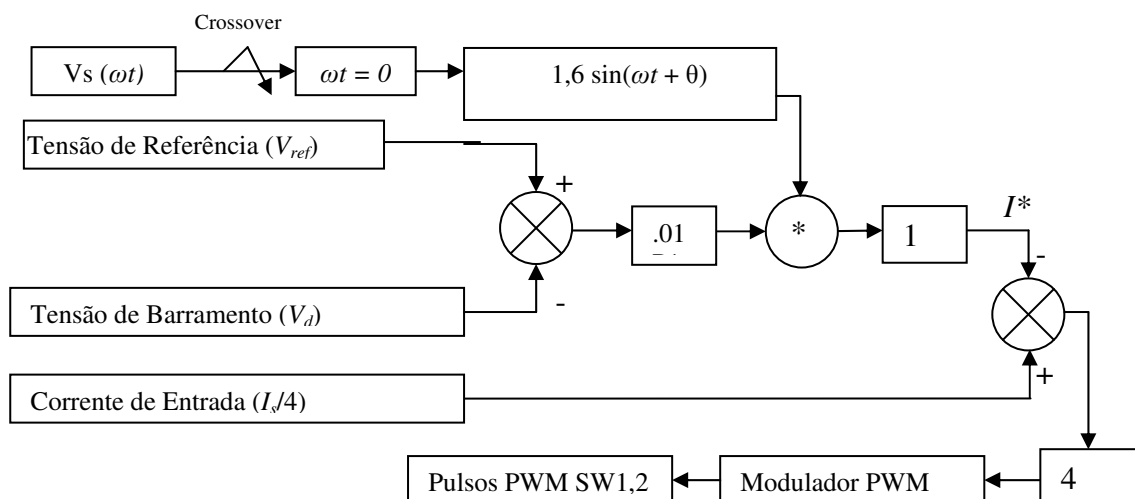 Crossover
Vs (ωt)
ωt = 0
1,6 sin(ωt + θ)
Tensão de Referência (Vref)
+
.01
*
1
I*
-
-
Tensão de Barramento (Vd)
+
Corrente de Entrada (Is/4)
4
Pulsos PWM SW1,2
Modulador PWM